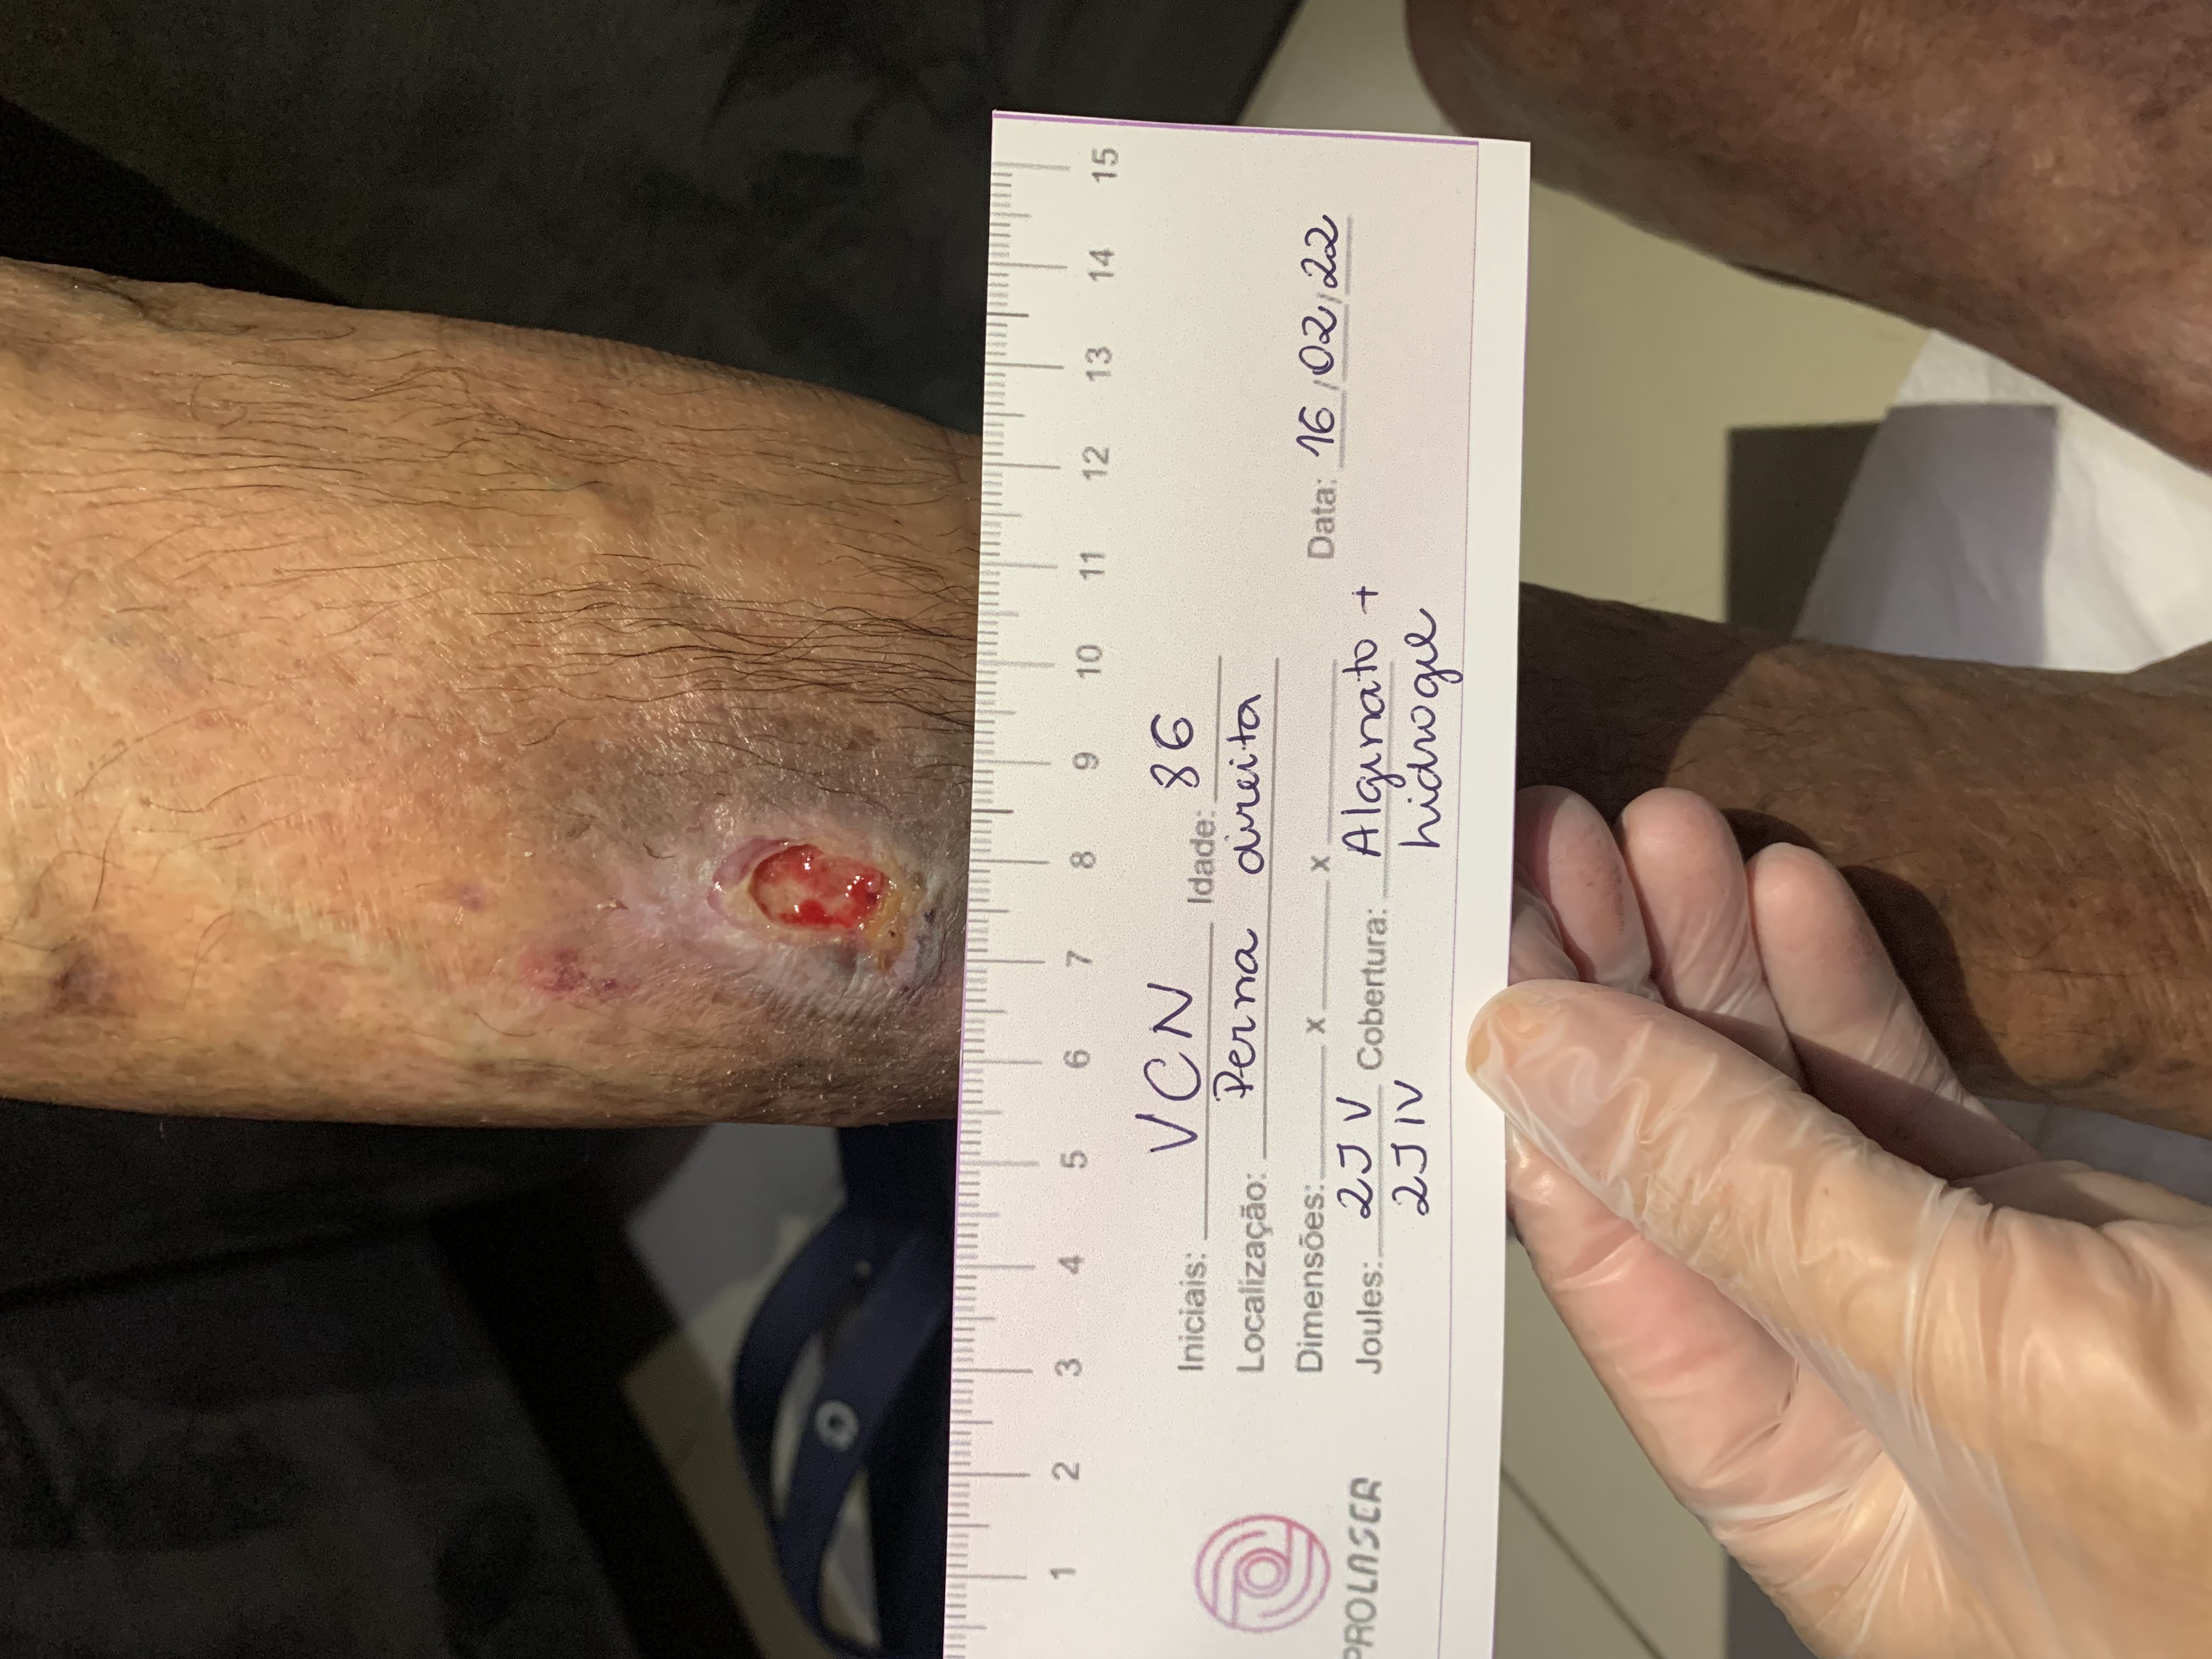 1 2 3 4 5 6 7 8 9 10 11 12 13 14 15
Iniciais: VCN Idade: 86
Localização: Perna direita
Dimensões: x x Data: 16/02/22
PROLASER Joules: 2J V Cobertura: Alginato +
2J IV hidrogel